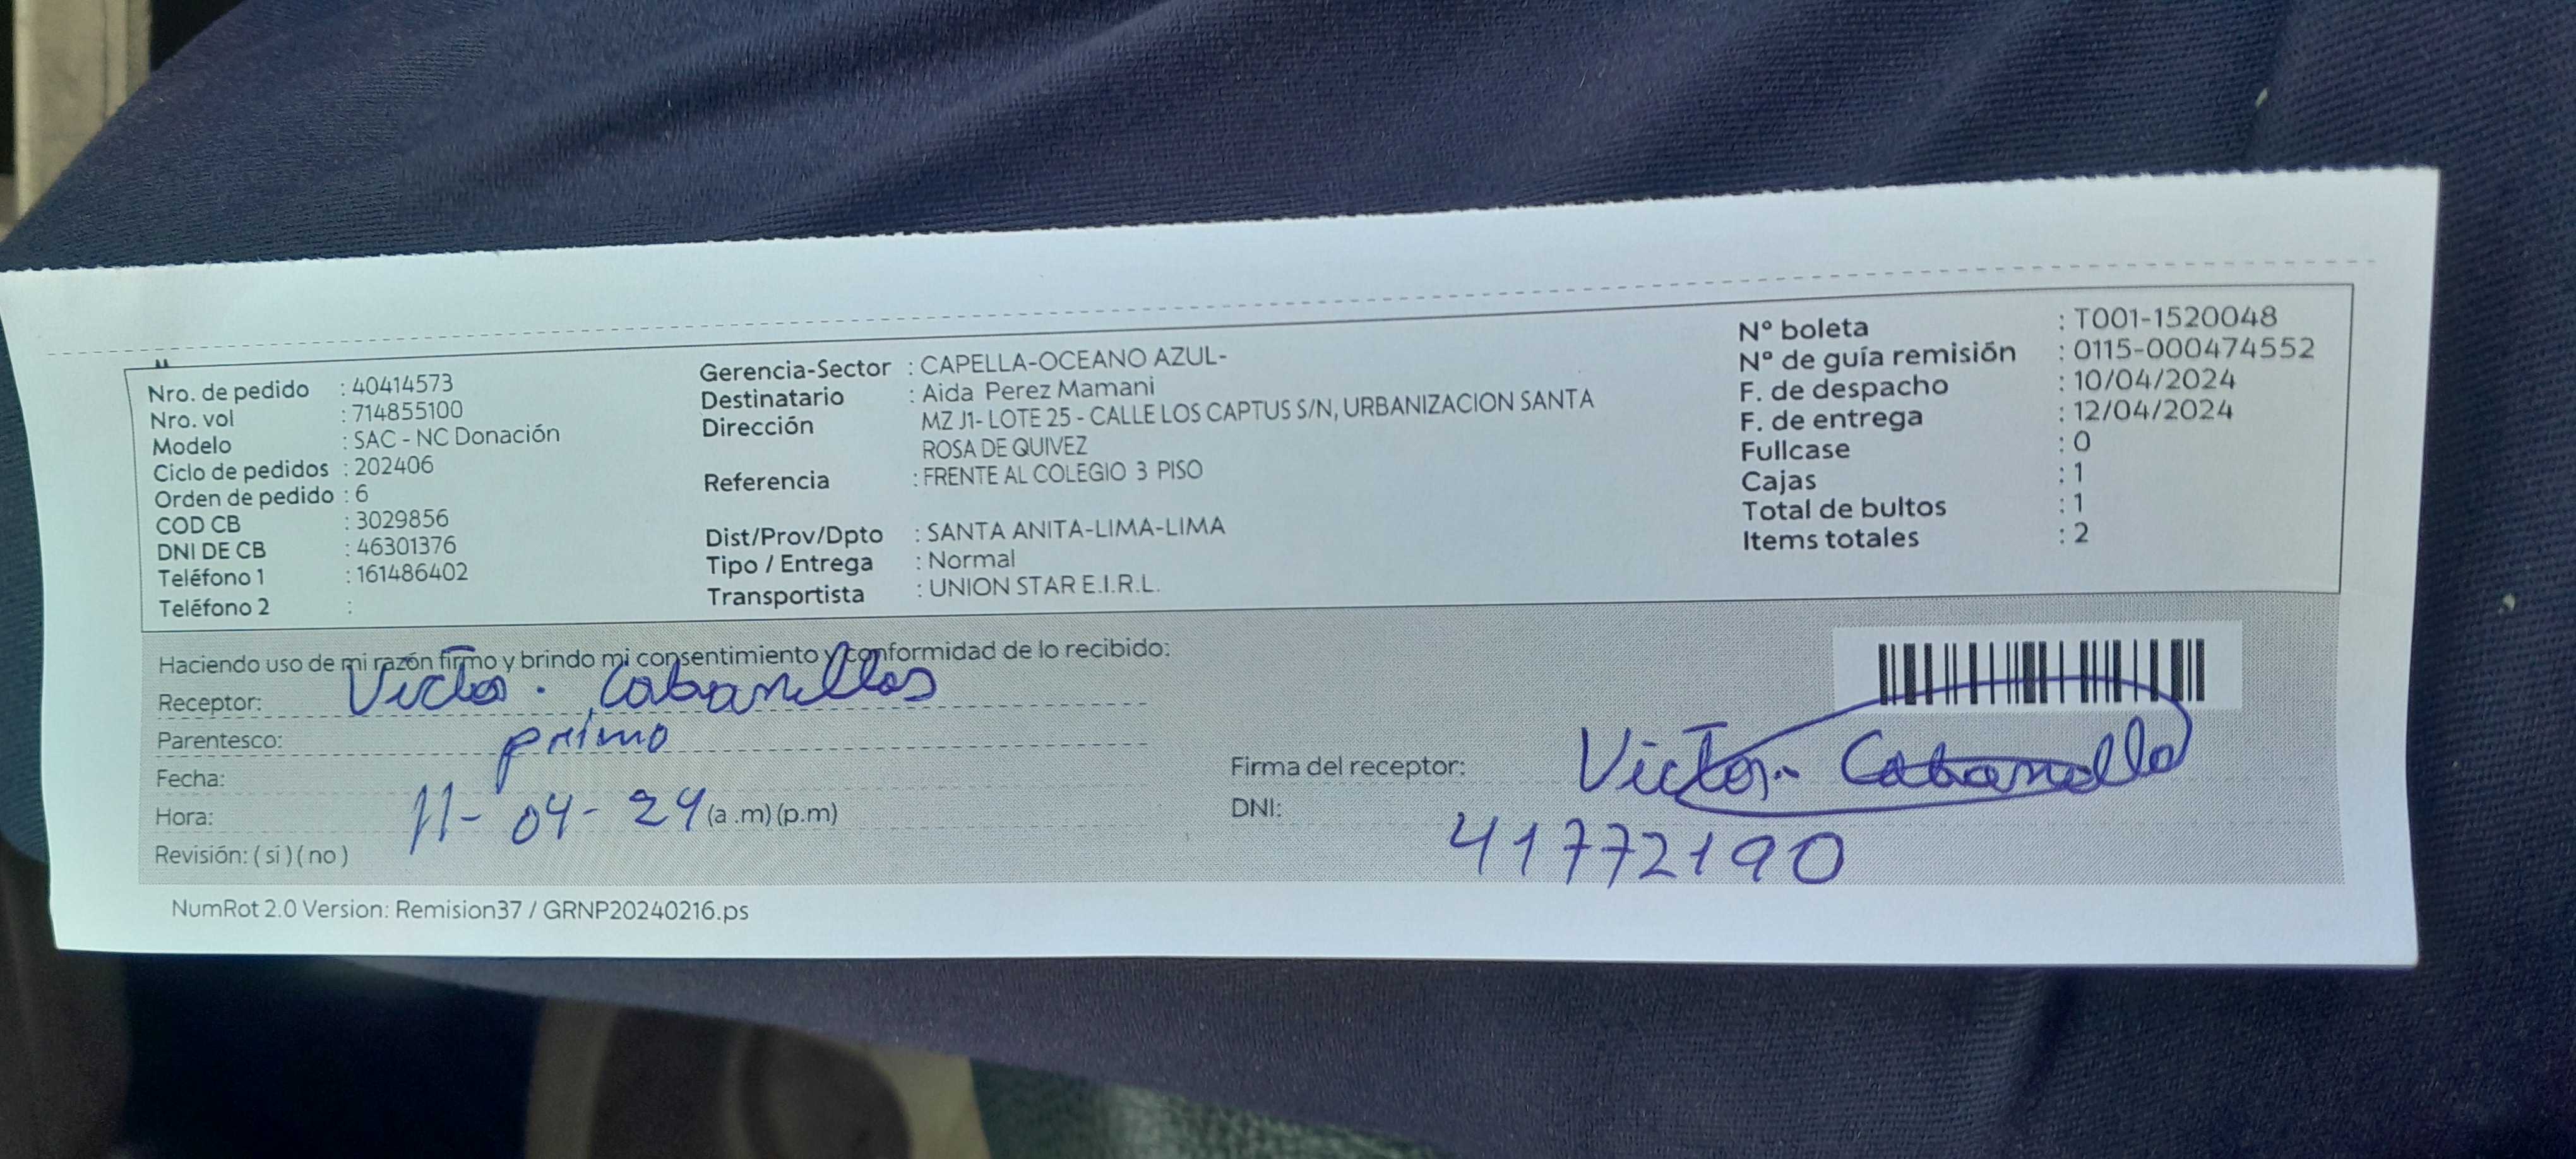 Nro. de pedido : 40414573
Nro. vol : 714855100
Modelo : SAC - NC Donación
Ciclo de pedidos : 202406
Orden de pedido : 6
COD CB : 3029856
DNI DE CB : 46301376
Teléfono 1 : 161486402
Teléfono 2 :
Gerencia-Sector : CAPELLA-OCEANO AZUL-
Destinatario : Aida Perez Mamani
Dirección MZ J1- LOTE 25 - CALLE LOS CAPTUS S/N, URBANIZACION SANTA
ROSA DE QUIVEZ
Referencia : FRENTE AL COLEGIO 3 PISO
Dist/Prov/Dpto : SANTA ANITA-LIMA-LIMA
Tipo / Entrega : Normal
Transportista : UNION STAR E.I.R.L.
N° boleta : T001-1520048
N° de guía remisión : 0115-000474552
F. de despacho : 10/04/2024
F. de entrega : 12/04/2024
Fullcase : 0
Cajas : 1
Total de bultos : 1
Items totales : 2
Haciendo uso de mi razón firmo y brindo mi consentimiento y conformidad de lo recibido:
Receptor: Victor. Cabanillas
Parentesco: primo
Fecha:
Hora: 11-04-24 (a.m) (p.m)
Revisión: ( si ) ( no )
Firma del receptor: Victor. Cabanilla
DNI: 41772190
NumRot 2.0 Version: Remision37 / GRNP20240216.ps